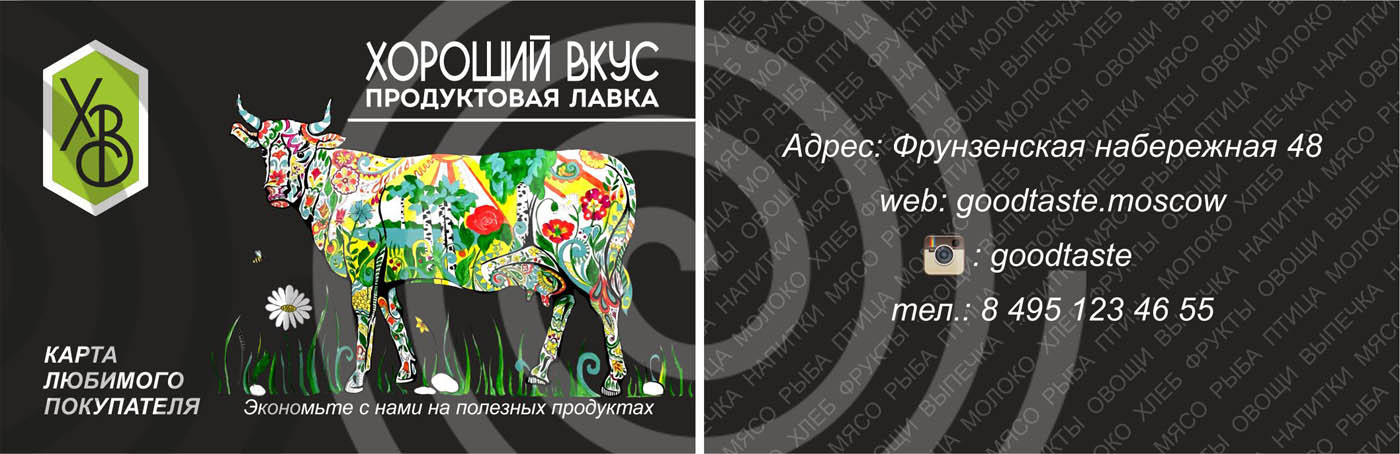 ХОРОШИЙ ВКУС
ПРОДУКТОВАЯ ЛАВКА
КАРТА
ЛЮБИМОГО
ПОКУПАТЕЛЯ
Экономьте с нами на полезных продуктах
Адрес: Фрунзенская набережная 48
web: goodtaste.moscow
: goodtaste
тел.: 8 495 123 46 55